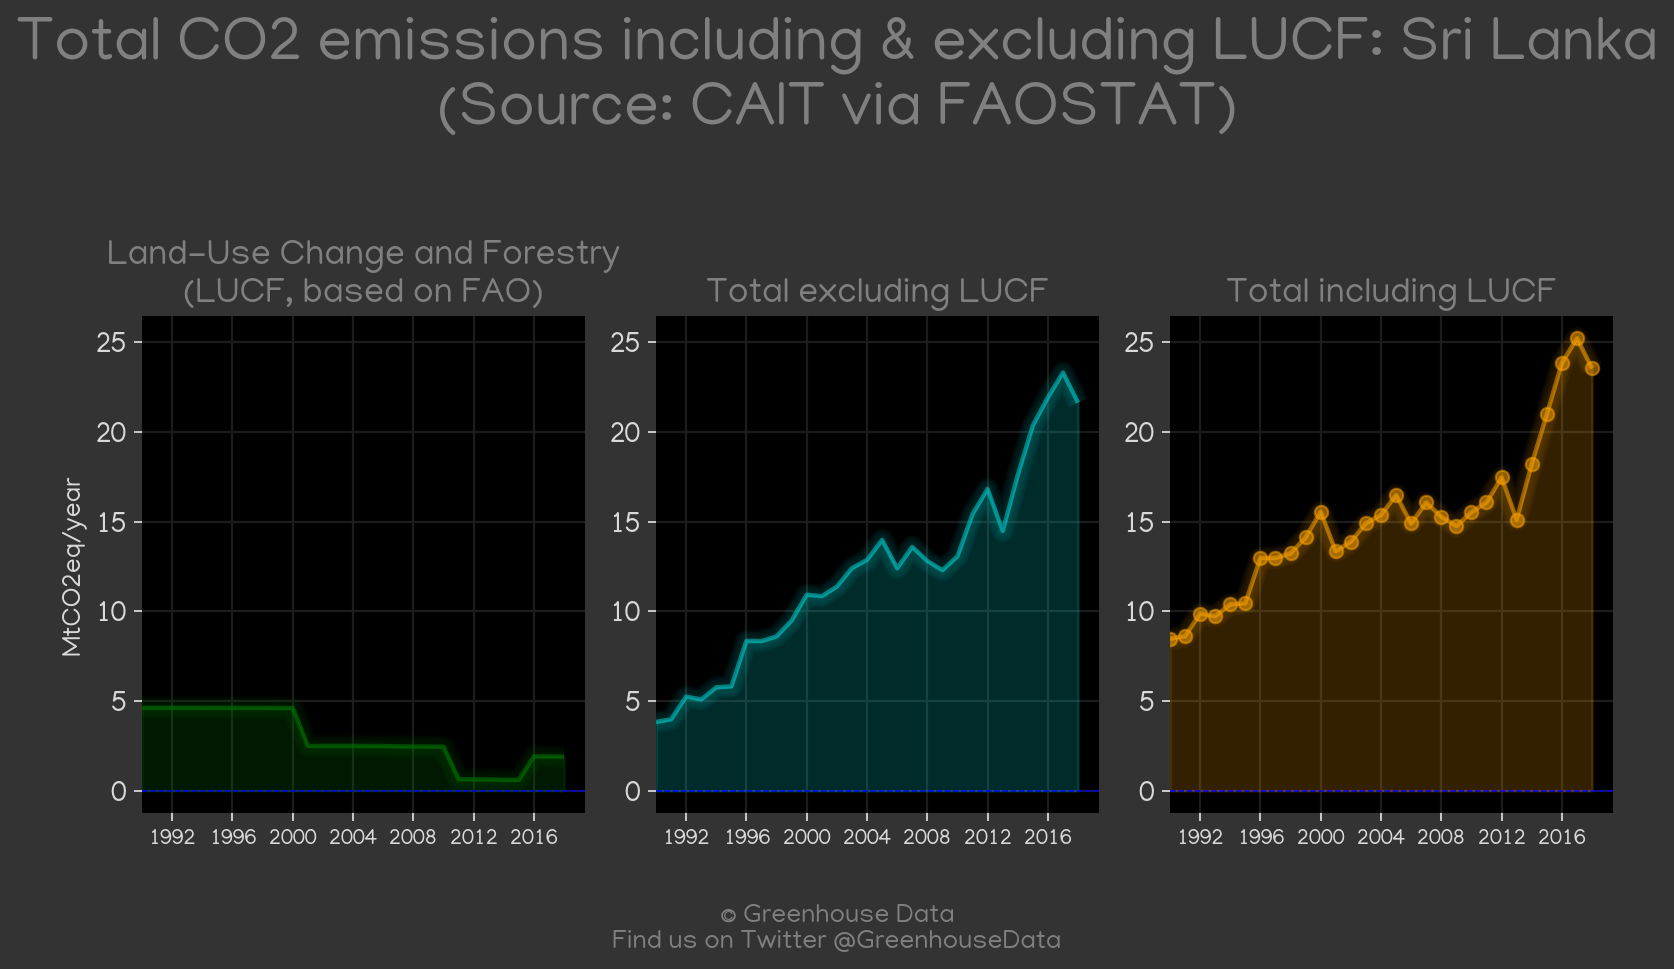 Total CO2 emissions including & excluding LUCF: Sri Lanka
(Source: CAIT via FAOSTAT)
Land-Use Change and Forestry
(LUCF, based on FAO)
Total excluding LUCF
Total including LUCF
MtCO2eq/year
25
20
15
10
5
0
1992 1996 2000 2004 2008 2012 2016
25
20
15
10
5
0
1992 1996 2000 2004 2008 2012 2016
25
20
15
10
5
0
1992 1996 2000 2004 2008 2012 2016
© Greenhouse Data
Find us on Twitter @GreenhouseData